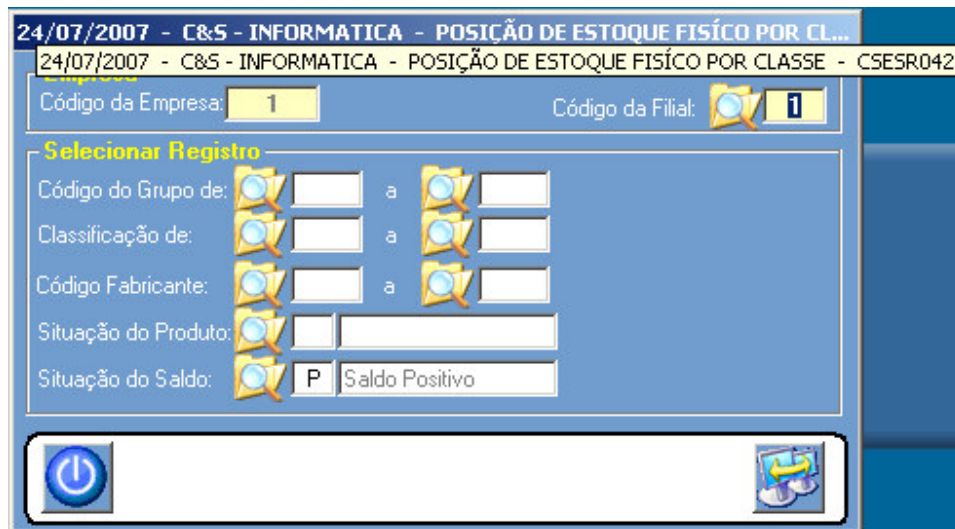 24/07/2007 - C&S - INFORMATICA - POSIÇÃO DE ESTOQUE FISÍCO POR CL...
24/07/2007 - C&S - INFORMATICA - POSIÇÃO DE ESTOQUE FISÍCO POR CLASSE - CSESR042
Empresa
Código da Empresa: 1 Código da Filial: 1
Selecionar Registro
Código do Grupo de: a
Classificação de: a
Código Fabricante: a
Situação do Produto:
Situação do Saldo: P Saldo Positivo